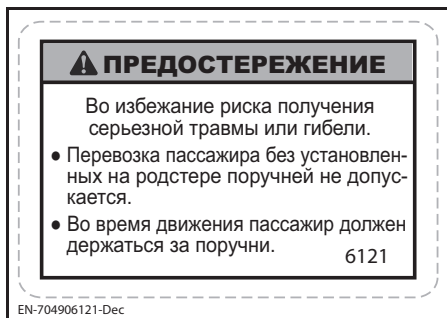 ПРЕДОСТЕРЕЖЕНИЕ
Во избежание риска получения
серьезной травмы или гибели.
● Перевозка пассажира без установлен-
ных на родстере поручней не допус-
кается.
● Во время движения пассажир должен
держаться за поручни.
6121
EN-704906121-Dec